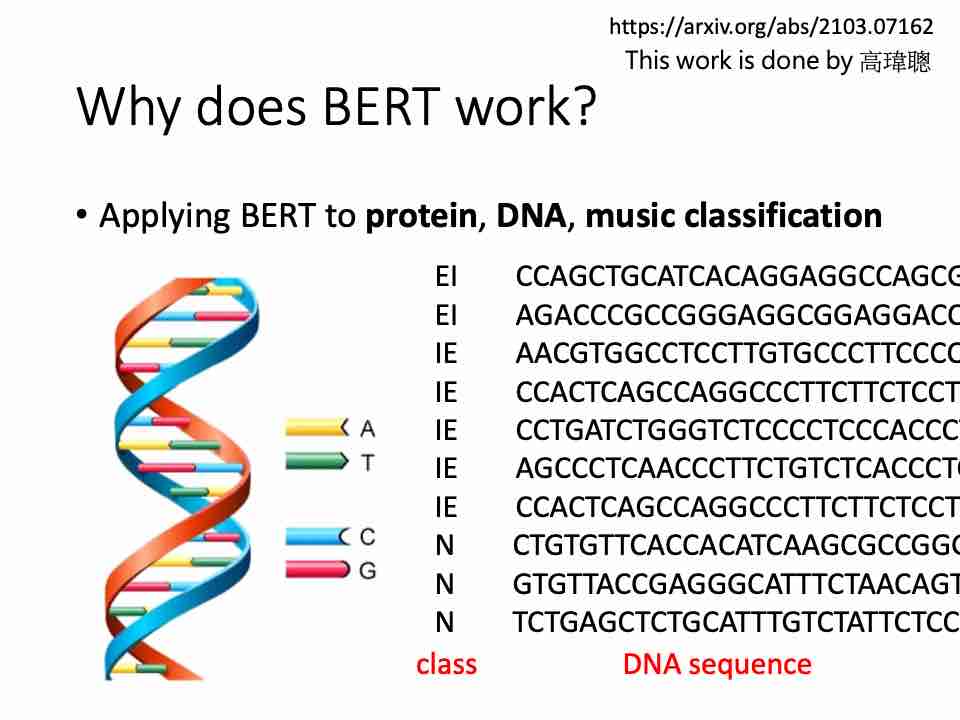 https://arxiv.org/abs/2103.07162
This work is done by 高瑋聰
Why does BERT work?
• Applying BERT to protein, DNA, music classification
EI CCAGCTGCATCACAGGAGGCCAGCG
EI AGACCCGCCGGGAGGCGGAGGACC
IE AACGTGGCCTCCTTGTGCCCTTCCCC
IE CCACTCAGCCAGGCCCTTCTTCTCCT
IE CCTGATCTGGGTCTCCCCTCCCACCCT
IE AGCCCTCAACCCTTCTGTCTCACCCTC
IE CCACTCAGCCAGGCCCTTCTTCTCCT
N CTGTGTTCACCACATCAAGCGCCGGG
N GTGTTACCGAGGGCATTTCTAACAGT
N TCTGAGCTCTGCATTTGTCTATTCTCC
class DNA sequence
A
T
C
G